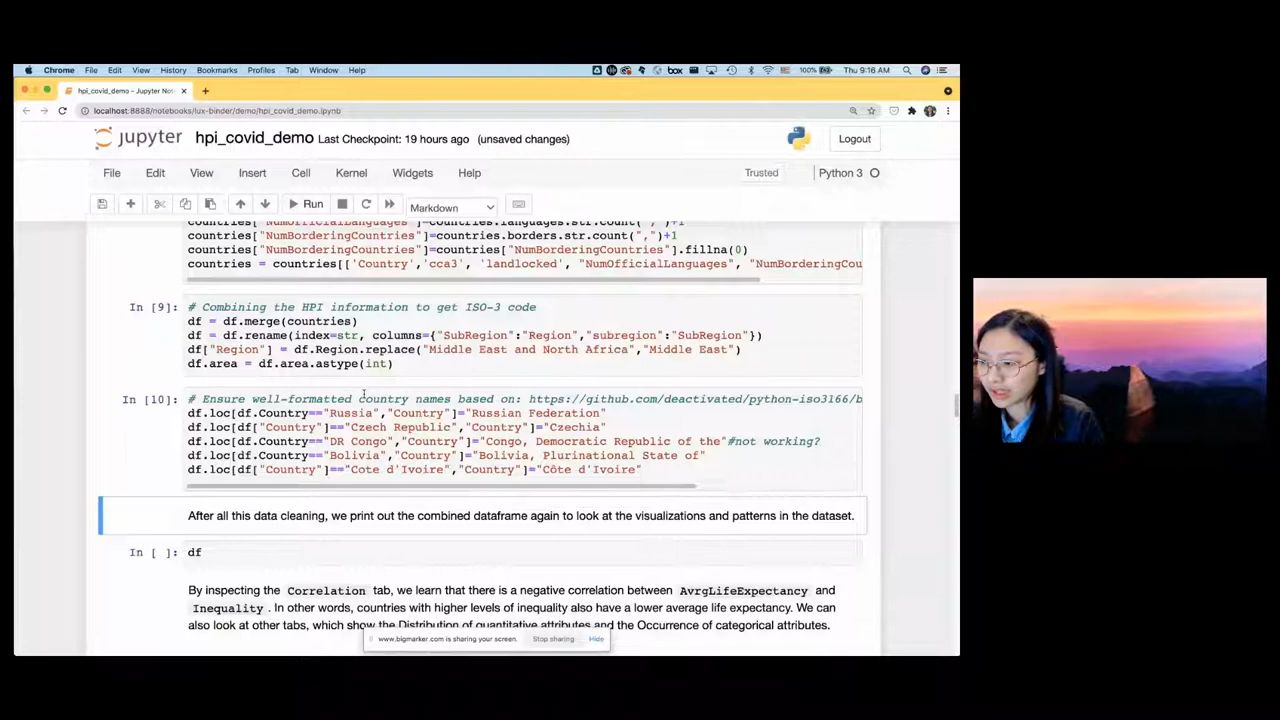 Chrome File Edit View History Bookmarks Profiles Tab Window Help box 100% Thu 9:16 AM
hpi_covid_demo - Jupyter Not
localhost:8888/notebooks/lux-binder/demo/hpi_covid_demo.ipynb
jupyter hpi_covid_demo Last Checkpoint: 19 hours ago (unsaved changes) Logout
File Edit View Insert Cell Kernel Widgets Help Trusted Python 3
Run Markdown
countries["NumOfficialLanguages"]=countries.languages.str.count(",")+1
countries["NumBorderingCountries"]=countries.borders.str.count(",")+1
countries["NumBorderingCountries"]=countries["NumBorderingCountries"].fillna(0)
countries = countries[['Country','cca3', 'landlocked', "NumOfficialLanguages", "NumBorderingCou
In [9]: # Combining the HPI information to get ISO-3 code
df = df.merge(countries)
df = df.rename(index=str, columns={"SubRegion":"Region","subregion":"SubRegion"})
df["Region"] = df.Region.replace("Middle East and North Africa","Middle East")
df.area = df.area.astype(int)
In [10]: # Ensure well-formatted country names based on: https://github.com/deactivated/python-iso3166/b
df.loc[df.Country=="Russia","Country"]="Russian Federation"
df.loc[df["Country"]=="Czech Republic","Country"]="Czechia"
df.loc[df.Country=="DR Congo","Country"]="Congo, Democratic Republic of the"#not working?
df.loc[df.Country=="Bolivia","Country"]="Bolivia, Plurinational State of"
df.loc[df["Country"]=="Cote d'Ivoire","Country"]="Côte d'Ivoire"
After all this data cleaning, we print out the combined dataframe again to look at the visualizations and patterns in the dataset.
In [ ]: df
By inspecting the Correlation tab, we learn that there is a negative correlation between AvrgLifeExpectancy and
Inequality . In other words, countries with higher levels of inequality also have a lower average life expectancy. We can
also look at other tabs, which show the Distribution of quantitative attributes and the Occurrence of categorical attributes.
www.bigmarker.com is sharing your screen. Stop sharing Hide